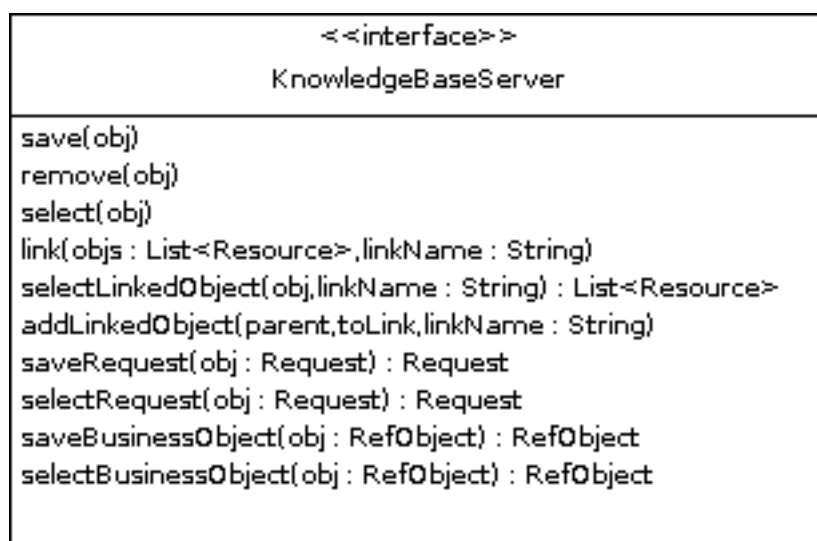 <<interface>>
KnowledgeBaseServer
save(obj)
remove(obj)
select(obj)
link(objs : List<Resource>,linkName : String)
selectLinkedObject(obj,linkName : String) : List<Resource>
addLinkedObject(parent,toLink,linkName : String)
saveRequest(obj : Request) : Request
selectRequest(obj : Request) : Request
saveBusinessObject(obj : RefObject) : RefObject
selectBusinessObject(obj : RefObject) : RefObject